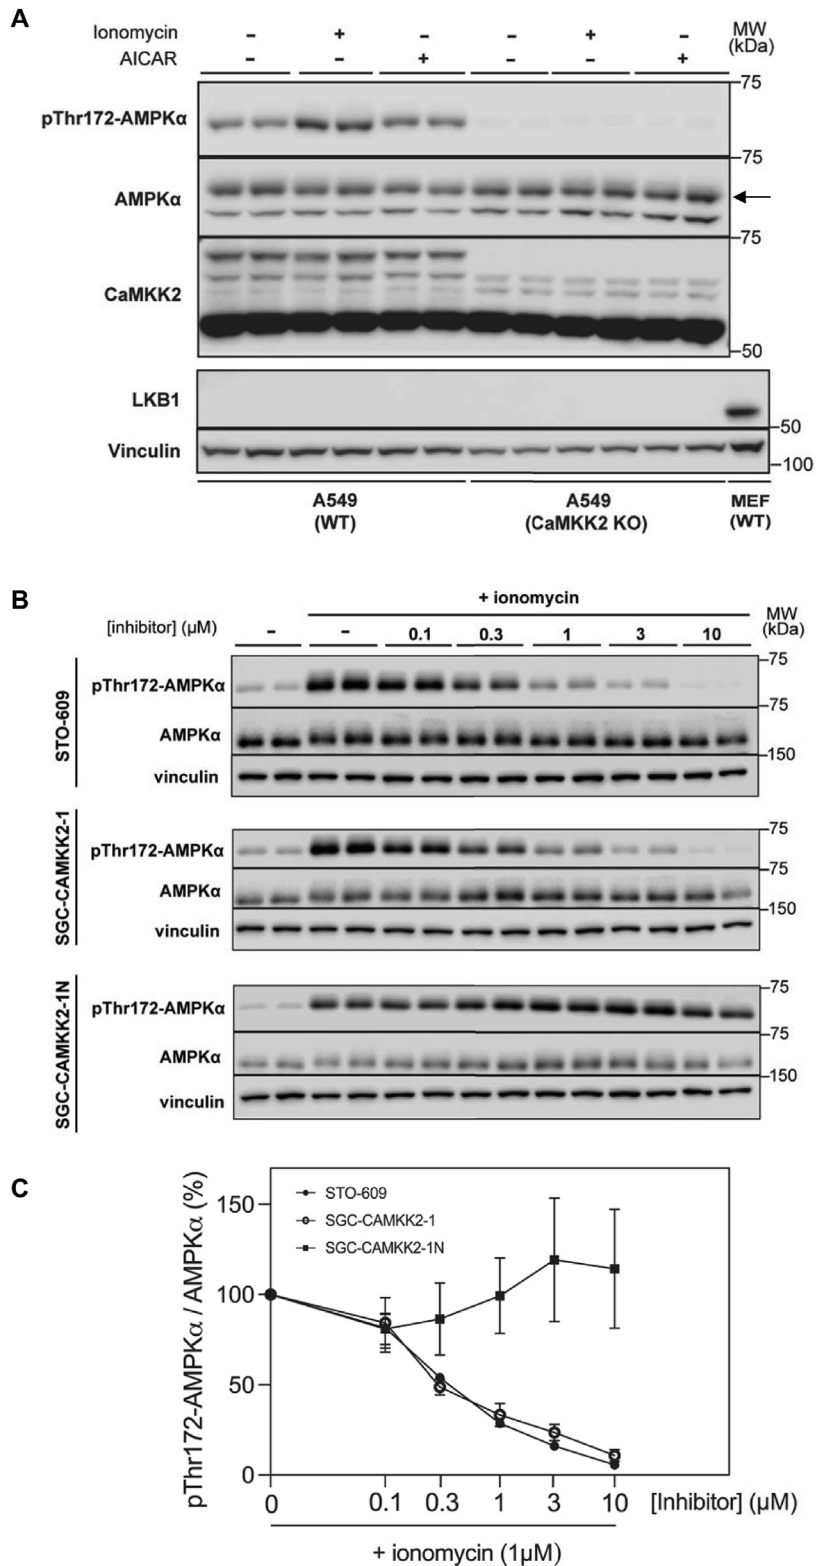 A
Ionomycin - + - - + - MW
AICAR - - + - - + (kDa)
75
pThr172-AMPKα
75
AMPKα
75
CaMKK2
50
LKB1
50
Vinculin
100
A549 A549 MEF
(WT) (CaMKK2 KO) (WT)
B
+ ionomycin
[inhibitor] (μM) - - 0.1 0.3 1 3 10 MW
(kDa)
STO-609
75
pThr172-AMPKα
75
AMPKα
150
vinculin
SGC-CAMKK2-1
75
pThr172-AMPKα
75
AMPKα
150
vinculin
SGC-CAMKK2-1N
75
pThr172-AMPKα
75
AMPKα
150
vinculin
C
pThr172-AMPKα / AMPKα (%)
150
100
50
0
STO-609
SGC-CAMKK2-1
SGC-CAMKK2-1N
0 0.1 0.3 1 3 10 [Inhibitor] (μM)
+ ionomycin (1μM)